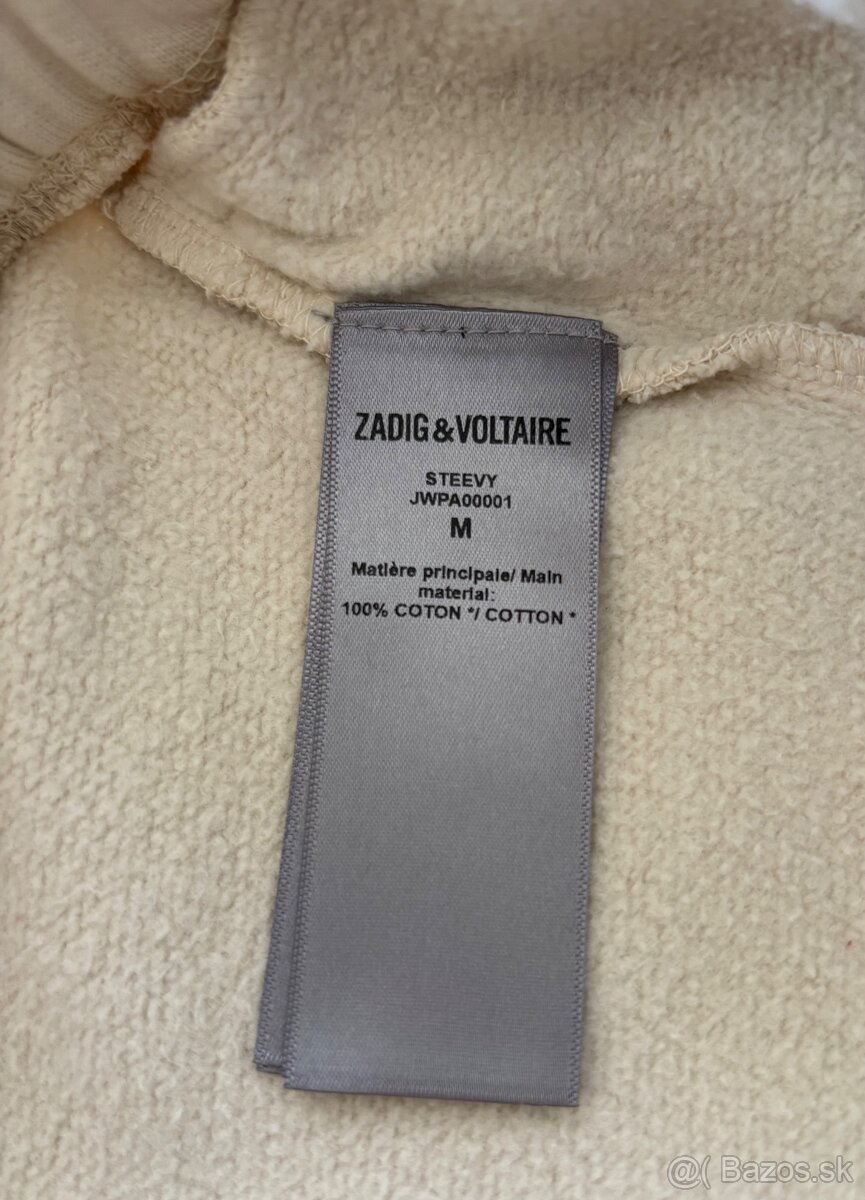 ZADIG&VOLTAIRE
STEEVY
JWPA00001
M
Matière principale/ Main
material:
100% COTON */ COTTON *
@( Bazos.sk